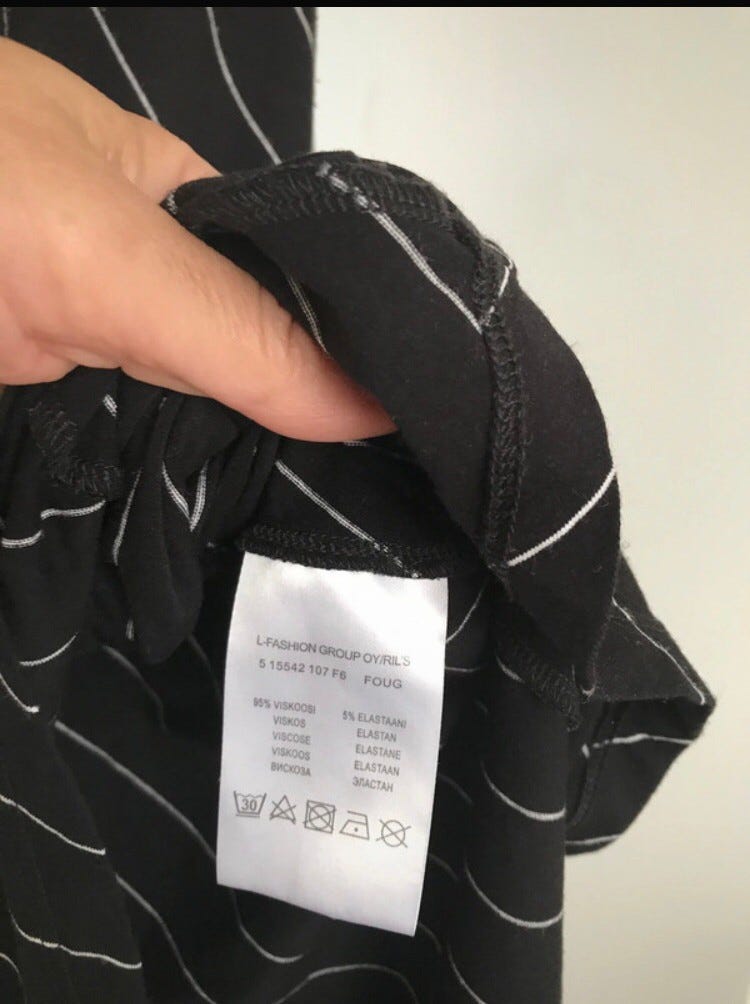 L-FASHION GROUP OY/RIL'S
5 15542 107 F6 FOUG
95% VISKOOSI 5% ELASTAANI
VISKOS ELASTAN
VISCOSE ELASTANE
VISKOOS ELASTAAN
ВИСКОЗА ЭЛАСТАН
30